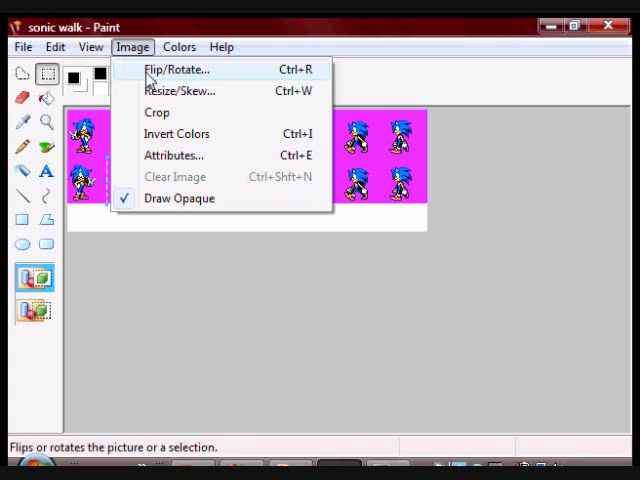 sonic walk - Paint
File Edit View Image Colors Help
Flip/Rotate... Ctrl+R
Resize/Skew... Ctrl+W
Crop
Invert Colors Ctrl+I
Attributes... Ctrl+E
Clear Image Ctrl+Shft+N
Draw Opaque
A
Flips or rotates the picture or a selection.